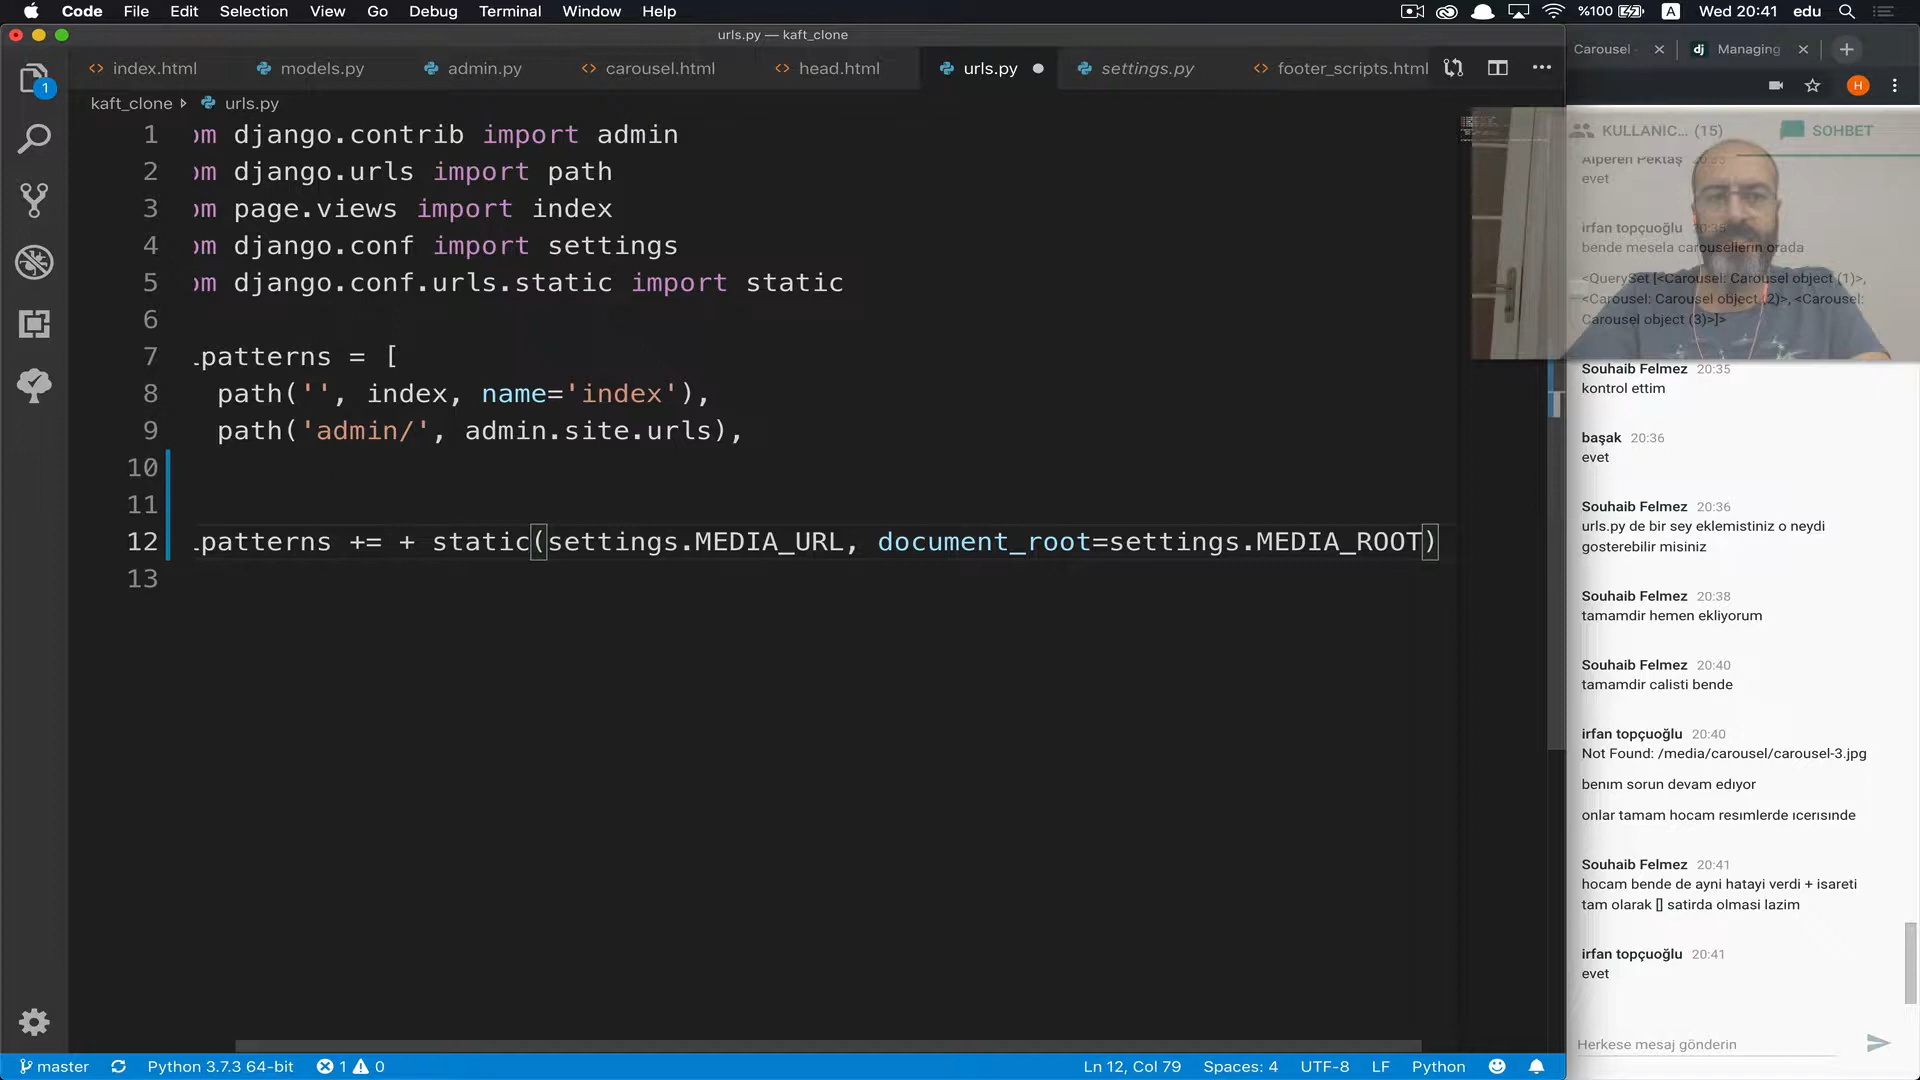 Code File Edit Selection View Go Debug Terminal Window Help %100 A Wed 20:41 edu
urls.py — kaft_clone
index.html models.py admin.py carousel.html head.html urls.py settings.py footer_scripts.html
Carousel dj Managing
H
kaft_clone urls.py
1 om django.contrib import admin
2 om django.urls import path
3 om page.views import index
4 om django.conf import settings
5 om django.conf.urls.static import static
6
7 .patterns = [
8 path('', index, name='index'),
9 path('admin/', admin.site.urls),
10
11
12 .patterns += + static(settings.MEDIA_URL, document_root=settings.MEDIA_ROOT)
13
1
KULLANIC... (15) SOHBET
Alperen Pektaş
evet
irfan topçuoğlu 20:35
bende mesela carousellerin orada
<QuerySet [<Carousel: Carousel object (1)>,
<Carousel: Carousel object (2)>, <Carousel:
Carousel object (3)>]>
Souhaib Felmez 20:35
kontrol ettim
başak 20:36
evet
Souhaib Felmez 20:36
urls.py de bir sey eklemistiniz o neydi
gosterebilir misiniz
Souhaib Felmez 20:38
tamamdir hemen ekliyorum
Souhaib Felmez 20:40
tamamdir calisti bende
irfan topçuoğlu 20:40
Not Found: /media/carousel/carousel-3.jpg
benım sorun devam edıyor
onlar tamam hocam resımlerde ıcerısınde
Souhaib Felmez 20:41
hocam bende de ayni hatayi verdi + isareti
tam olarak [] satirda olmasi lazim
irfan topçuoğlu 20:41
evet
Herkese mesaj gönderin
master Python 3.7.3 64-bit 1 0 Ln 12, Col 79 Spaces: 4 UTF-8 LF Python